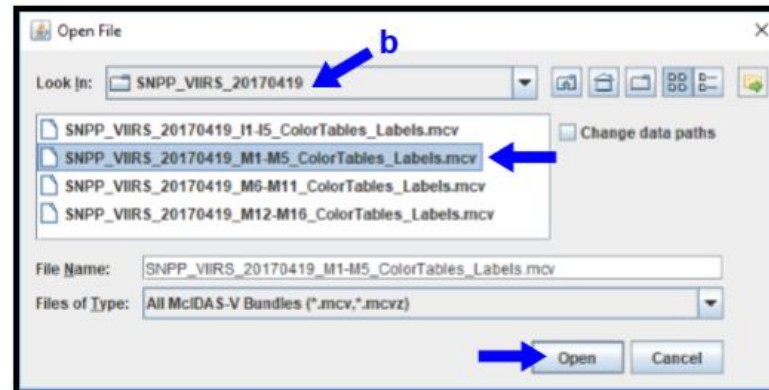 Open File
b
Look In: SNPP_VIIRS_20170419
SNPP_VIIRS_20170419_I1-I5_ColorTables_Labels.mcv
Change data paths
SNPP_VIIRS_20170419_M1-M5_ColorTables_Labels.mcv
SNPP_VIIRS_20170419_M6-M11_ColorTables_Labels.mcv
SNPP_VIIRS_20170419_M12-M16_ColorTables_Labels.mcv
File Name: SNPP_VIIRS_20170419_M1-M5_ColorTables_Labels.mcv
Files of Type: All McIDAS-V Bundles (*.mcv,*.mcvz)
Open Cancel